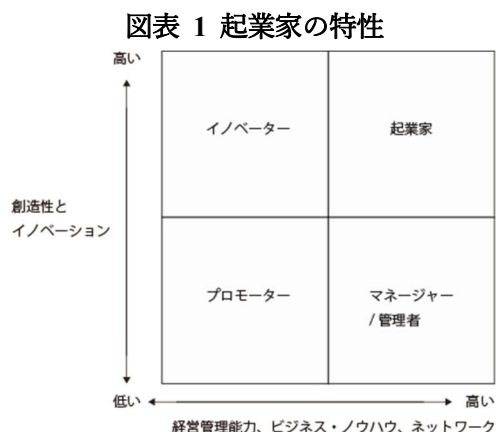 図表 1 起業家の特性
高い
イノベーター
起業家
創造性と
イノベーション
プロモーター
マネージャー
/ 管理者
低い
高い
経営管理能力、ビジネス・ノウハウ、ネットワーク